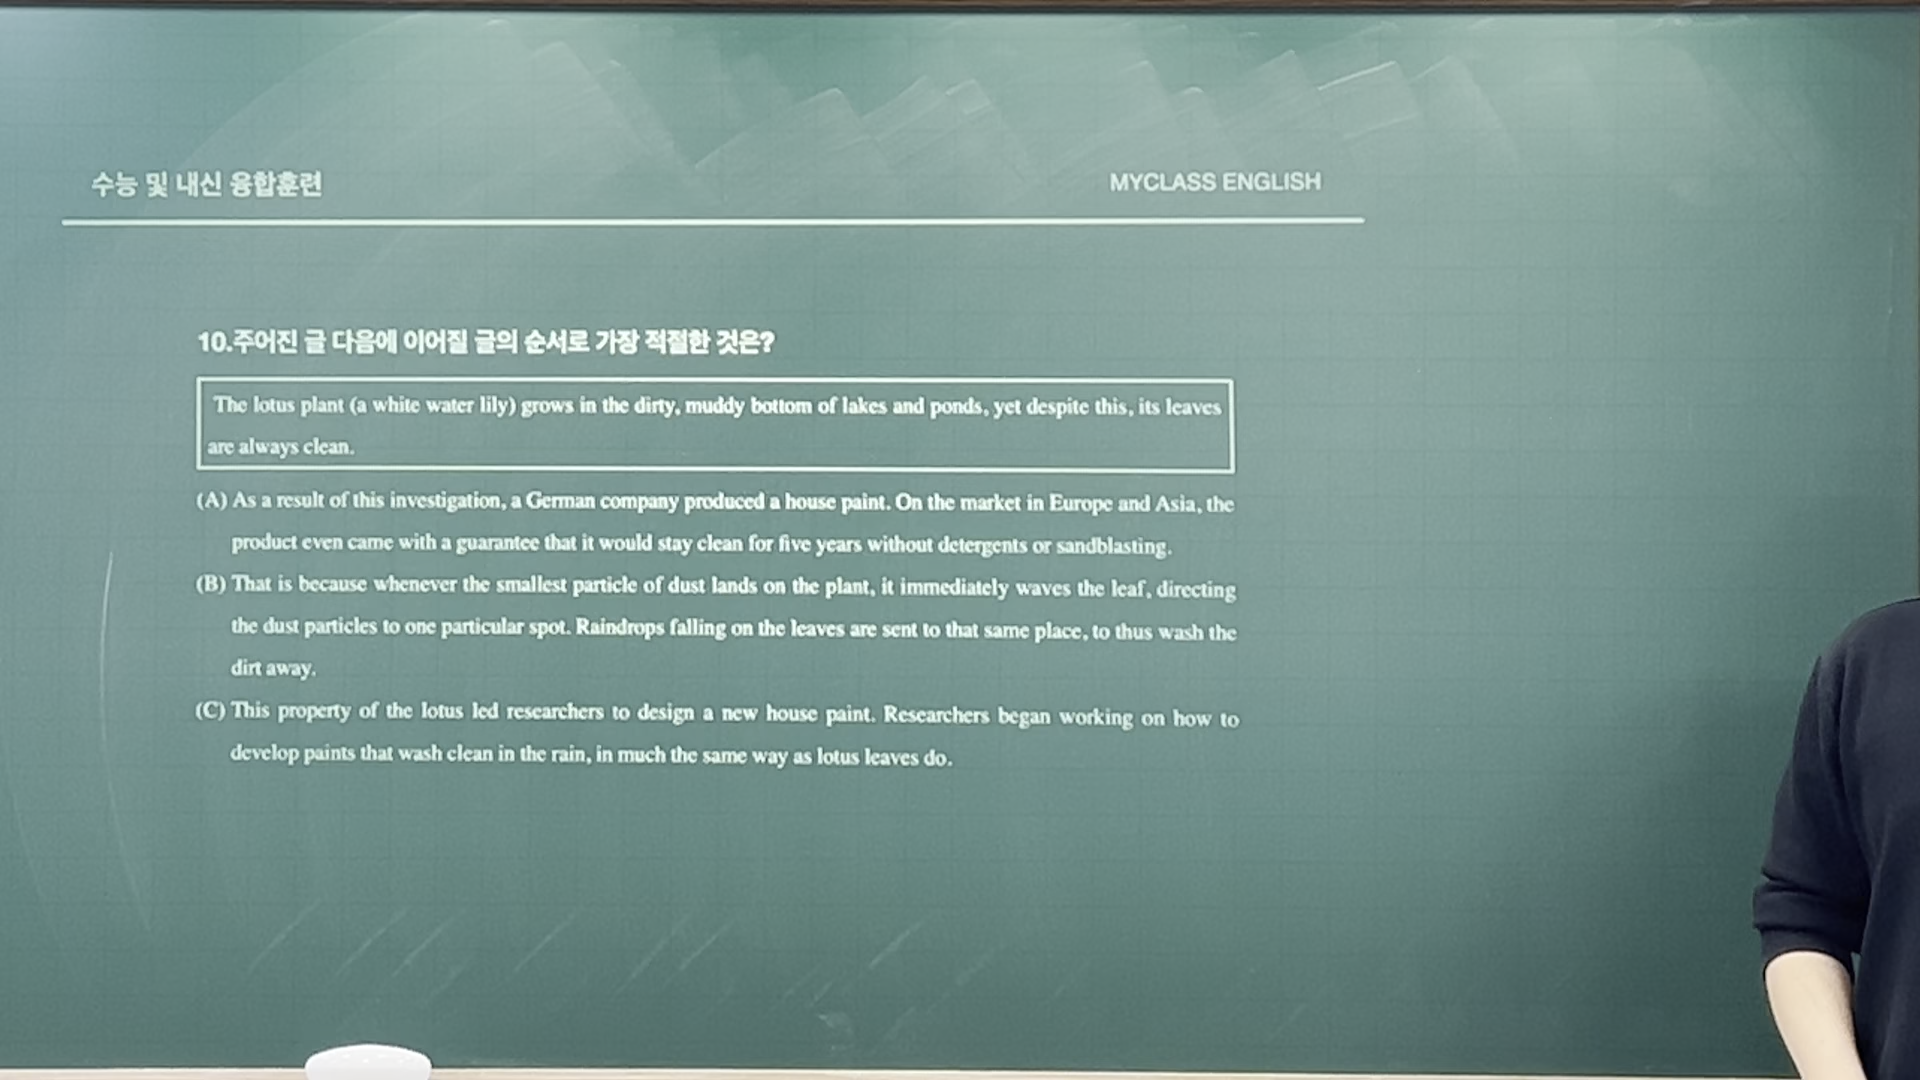 수능 및 내신 융합훈련
MYCLASS ENGLISH
10.주어진 글 다음에 이어질 글의 순서로 가장 적절한 것은?
The lotus plant (a white water lily) grows in the dirty, muddy bottom of lakes and ponds, yet despite this, its leaves
are always clean.
(A) As a result of this investigation, a German company produced a house paint. On the market in Europe and Asia, the
product even came with a guarantee that it would stay clean for five years without detergents or sandblasting.
(B) That is because whenever the smallest particle of dust lands on the plant, it immediately waves the leaf, directing
the dust particles to one particular spot. Raindrops falling on the leaves are sent to that same place, to thus wash the
dirt away.
(C) This property of the lotus led researchers to design a new house paint. Researchers began working on how to
develop paints that wash clean in the rain, in much the same way as lotus leaves do.